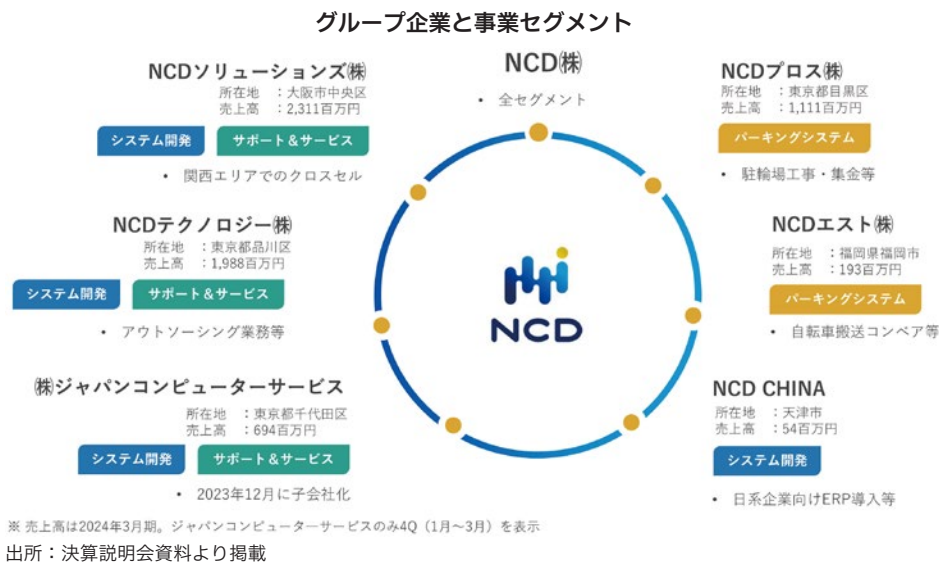 グループ企業と事業セグメント
NCD㈱
• 全セグメント
NCDソリューションズ㈱
所在地 ：大阪市中央区
売上高 ：2,311百万円
システム開発
サポート＆サービス
• 関西エリアでのクロスセル
NCDテクノロジー㈱
所在地 ：東京都品川区
売上高 ：1,988百万円
システム開発
サポート＆サービス
• アウトソーシング業務等
㈱ジャパンコンピューターサービス
所在地 ：東京都千代田区
売上高 ：694百万円
システム開発
サポート＆サービス
• 2023年12月に子会社化
NCD
NCDプロス㈱
所在地 ：東京都目黒区
売上高 ：1,111百万円
パーキングシステム
• 駐輪場工事・集金等
NCDエスト㈱
所在地 ：福岡県福岡市
売上高 ：193百万円
パーキングシステム
• 自転車搬送コンベア等
NCD CHINA
所在地 ：天津市
売上高 ：54百万円
システム開発
• 日系企業向けERP導入等
※ 売上高は2024年3月期。ジャパンコンピューターサービスのみ4Q（1月～3月）を表示
出所：決算説明会資料より掲載